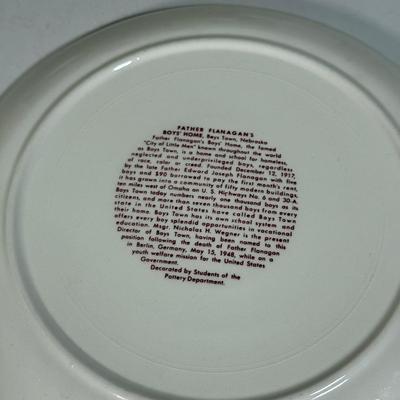 FATHER FLANAGAN'S
BOYS' HOME, Boys Town, Nebraska
Father Flanagan's Boys' Home, the famed
"City of Little Men" known throughout the world
as Boys Town, is a home and school for homeless,
neglected and underprivileged boys, regardless
of race, color or creed. Founded December 12, 1917,
by the late Father Edward Joseph Flanagan with five
boys and $90 borrowed to pay the first month's rent,
it has grown into a community of fifty modern buildings,
ten miles west of Omaha on U. S. Highways No. 6 and 30-A.
Boys Town today numbers nearly one thousand boys as its
citizens, and more than seven thousand boys from every
state in the United States have called Boys Town
their home. Boys Town has its own school system and
offers every boy splendid opportunities in vocational
education. Msgr. Nicholas H. Wegner is the present
Director of Boys Town, having been named to this
position following the death of Father Flanagan
in Berlin, Germany, May 15, 1948, while on a
youth welfare mission for the United States
Government.
Decorated by Students of the
Pottery Department.